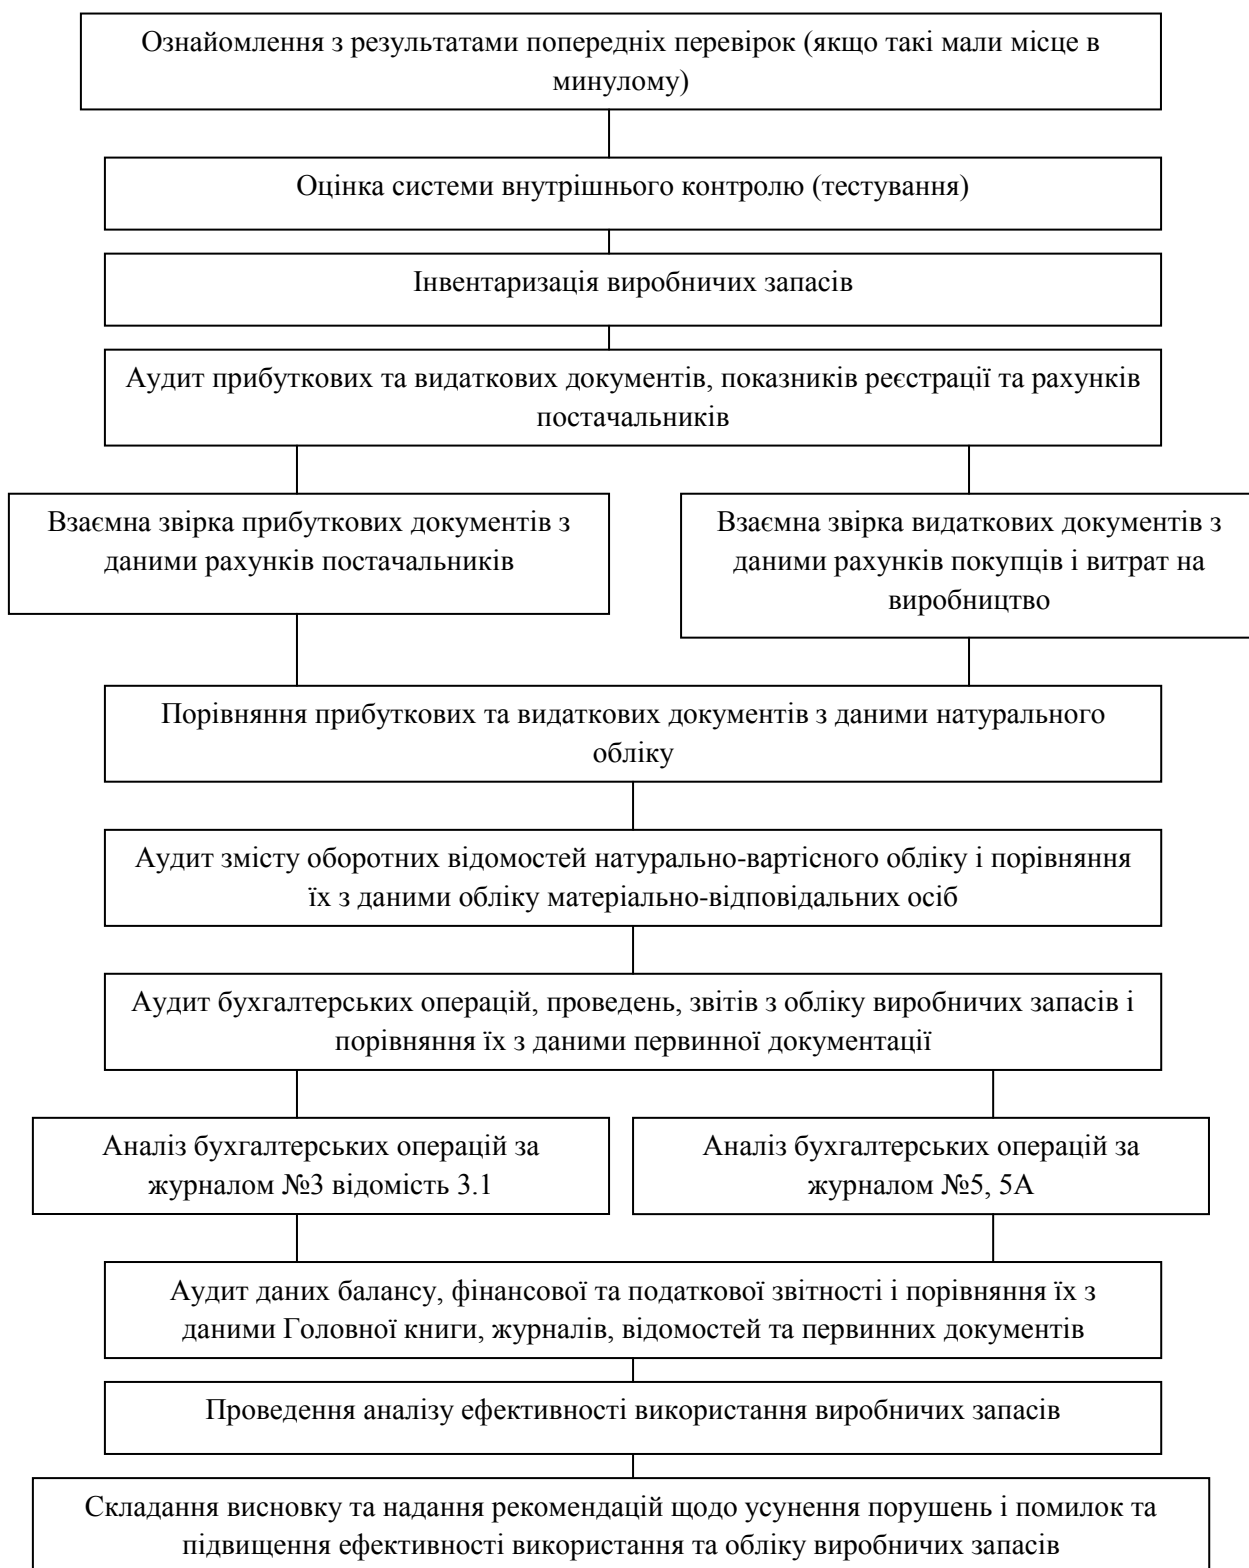 Ознайомлення з результатами попередніх перевірок (якщо такі мали місце в
минулому)
Оцінка системи внутрішнього контролю (тестування)
Інвентаризація виробничих запасів
Аудит прибуткових та видаткових документів, показників реєстрації та рахунків
постачальників
Взаємна звірка прибуткових документів з
даними рахунків постачальників
Взаємна звірка видаткових документів з
даними рахунків покупців і витрат на
виробництво
Порівняння прибуткових та видаткових документів з даними натурального
обліку
Аудит змісту оборотних відомостей натурально-вартісного обліку і порівняння
їх з даними обліку матеріально-відповідальних осіб
Аудит бухгалтерських операцій, проведень, звітів з обліку виробничих запасів і
порівняння їх з даними первинної документації
Аналіз бухгалтерських операцій за
журналом №3 відомість 3.1
Аналіз бухгалтерських операцій за
журналом №5, 5А
Аудит даних балансу, фінансової та податкової звітності і порівняння їх з
даними Головної книги, журналів, відомостей та первинних документів
Проведення аналізу ефективності використання виробничих запасів
Складання висновку та надання рекомендацій щодо усунення порушень і помилок та
підвищення ефективності використання та обліку виробничих запасів